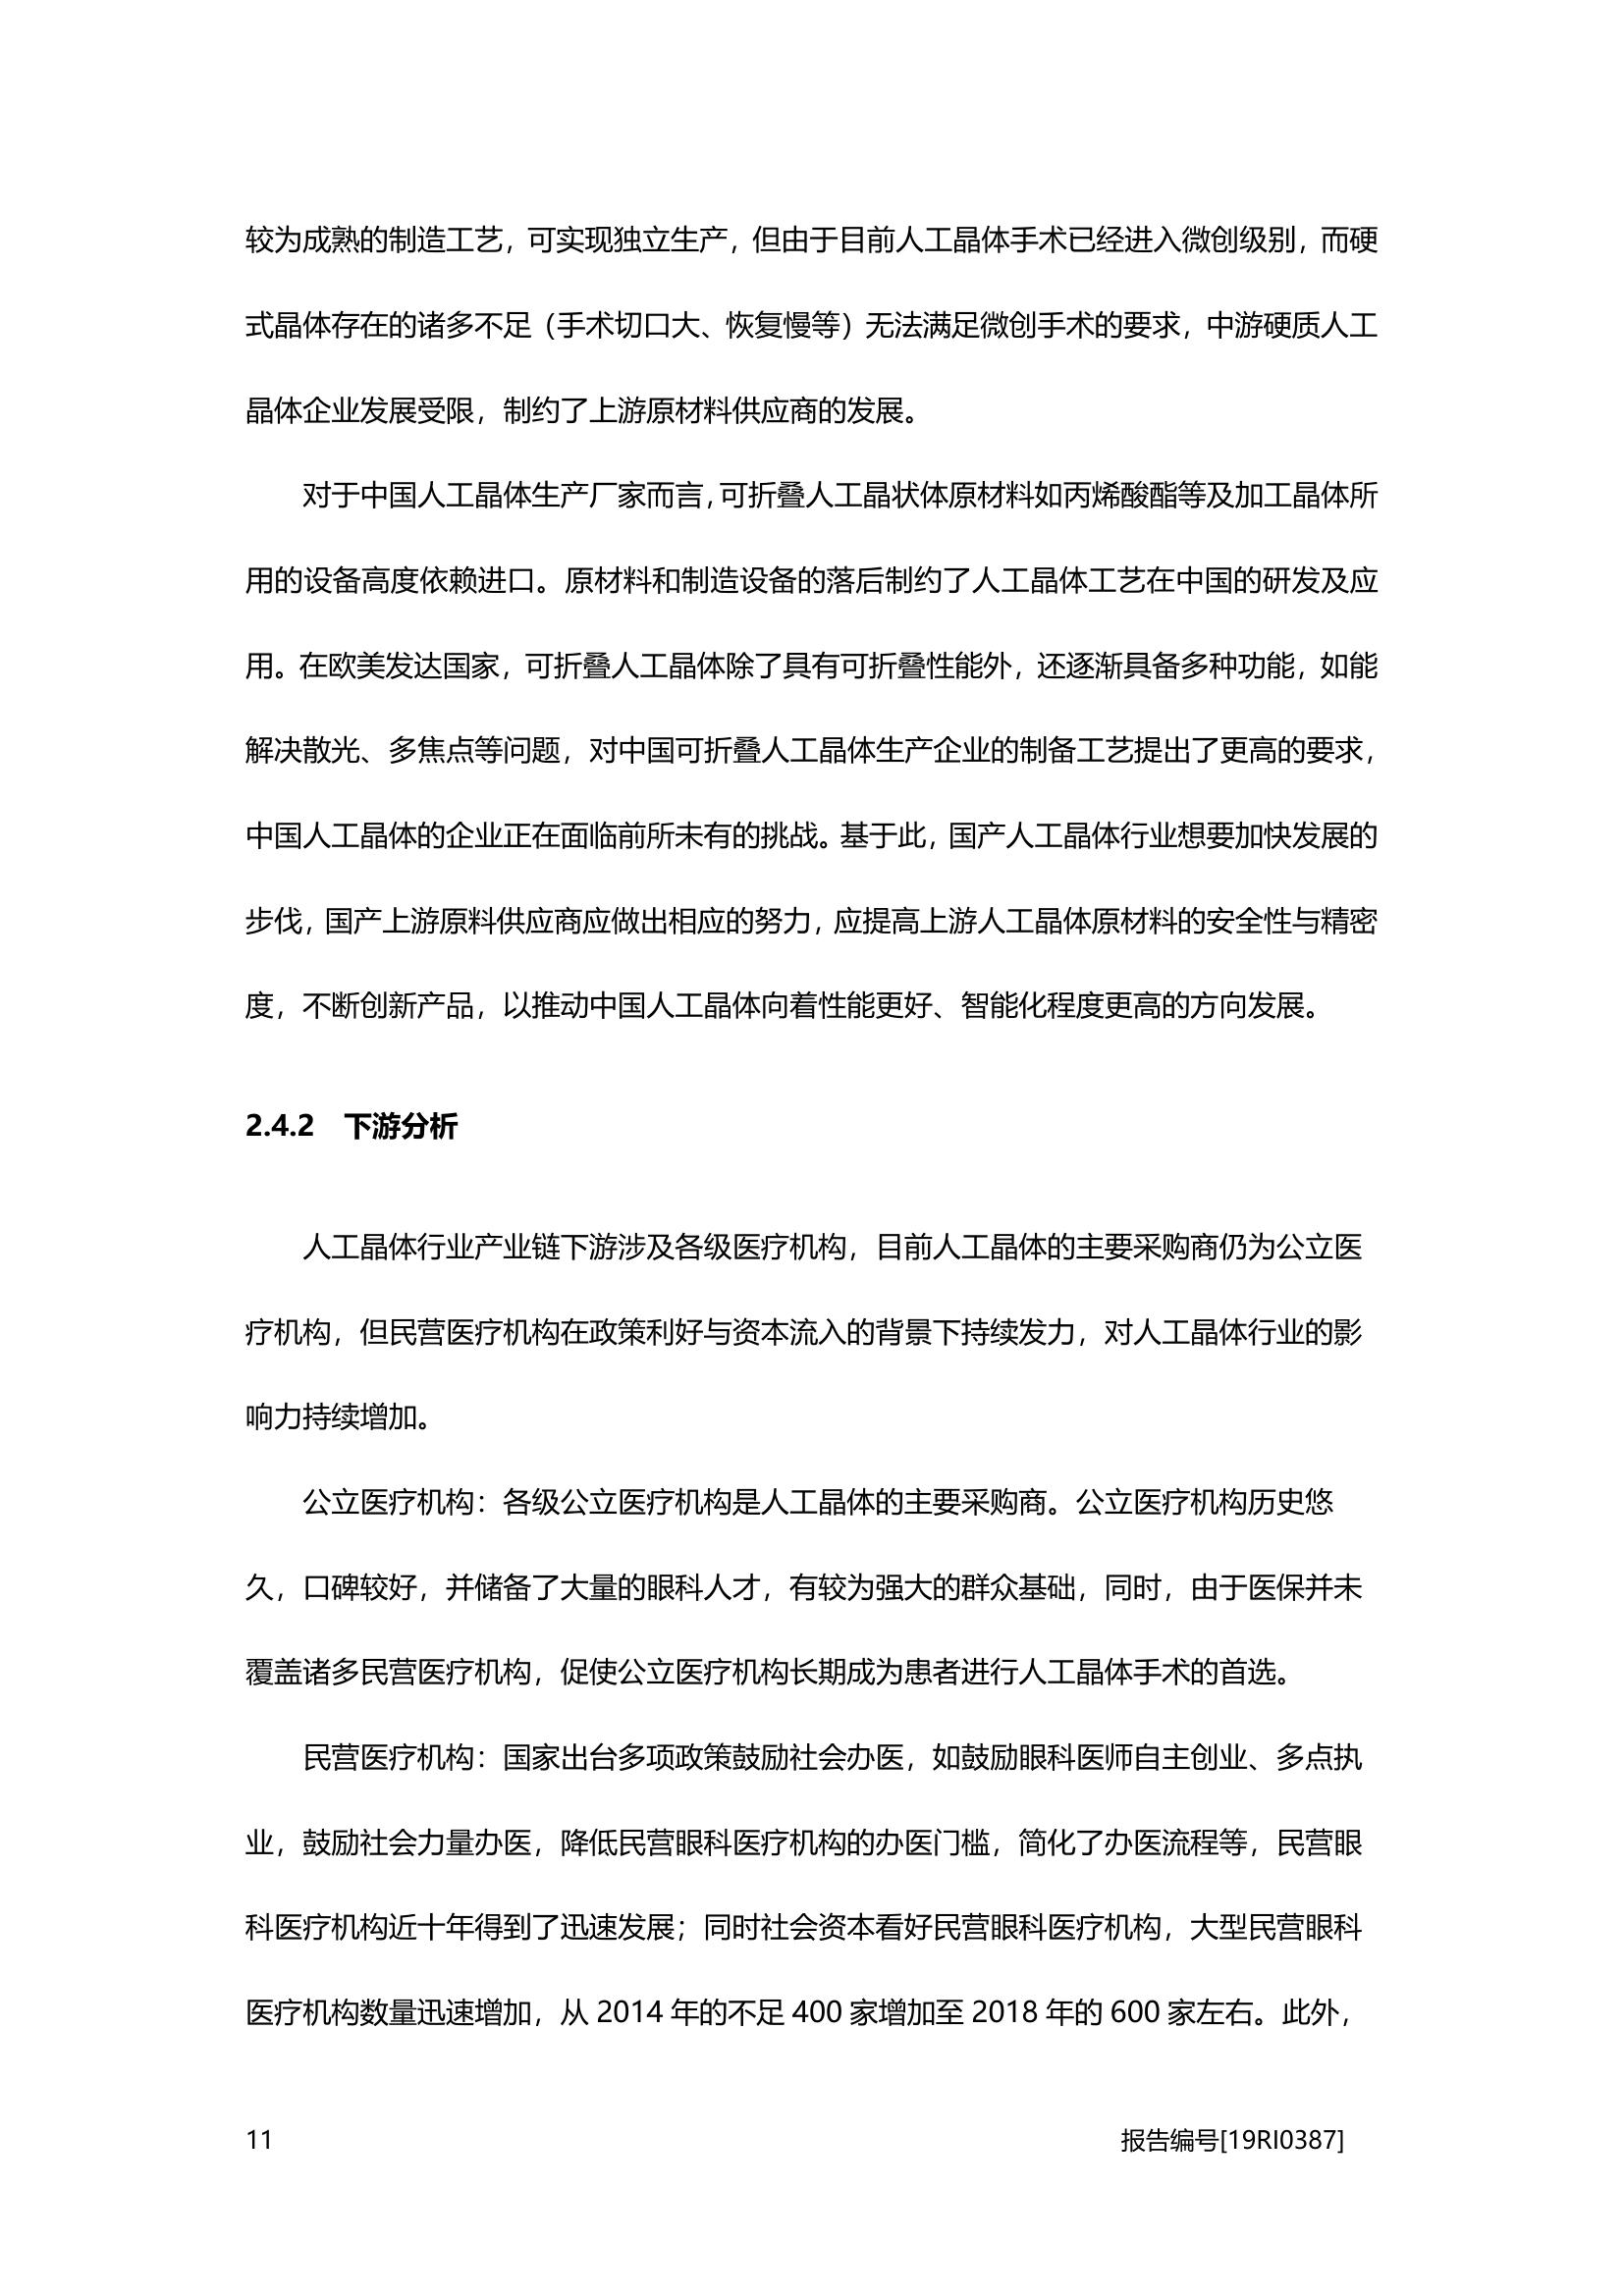 较为成熟的制造工艺，可实现独立生产，但由于目前人工晶体手术已经进入微创级别，而硬
式晶体存在的诸多不足（手术切口大、恢复慢等）无法满足微创手术的要求，中游硬质人工
晶体企业发展受限，制约了上游原材料供应商的发展。
对于中国人工晶体生产厂家而言，可折叠人工晶状体原材料如丙烯酸酯等及加工晶体所
用的设备高度依赖进口。原材料和制造设备的落后制约了人工晶体工艺在中国的研发及应
用。在欧美发达国家，可折叠人工晶体除了具有可折叠性能外，还逐渐具备多种功能，如能
解决散光、多焦点等问题，对中国可折叠人工晶体生产企业的制备工艺提出了更高的要求，
中国人工晶体的企业正在面临前所未有的挑战。基于此，国产人工晶体行业想要加快发展的
步伐，国产上游原料供应商应做出相应的努力，应提高上游人工晶体原材料的安全性与精密
度，不断创新产品，以推动中国人工晶体向着性能更好、智能化程度更高的方向发展。
2.4.2 下游分析
人工晶体行业产业链下游涉及各级医疗机构，目前人工晶体的主要采购商仍为公立医
疗机构，但民营医疗机构在政策利好与资本流入的背景下持续发力，对人工晶体行业的影
响力持续增加。
公立医疗机构：各级公立医疗机构是人工晶体的主要采购商。公立医疗机构历史悠
久，口碑较好，并储备了大量的眼科人才，有较为强大的群众基础，同时，由于医保并未
覆盖诸多民营医疗机构，促使公立医疗机构长期成为患者进行人工晶体手术的首选。
民营医疗机构：国家出台多项政策鼓励社会办医，如鼓励眼科医师自主创业、多点执
业，鼓励社会力量办医，降低民营眼科医疗机构的办医门槛，简化了办医流程等，民营眼
科医疗机构近十年得到了迅速发展；同时社会资本看好民营眼科医疗机构，大型民营眼科
医疗机构数量迅速增加，从 2014 年的不足 400 家增加至 2018 年的 600 家左右。此外，
11 报告编号[19RI0387]